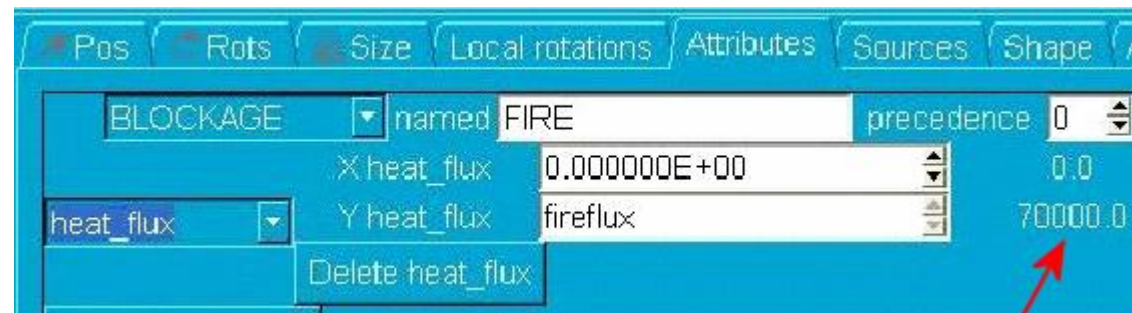 Pos Rots Size Local rotations Attributes Sources Shape
BLOCKAGE named FIRE precedence 0
X heat_flux 0.000000E+00 0.0
heat_flux Y heat_flux fireflux 70000.0
Delete heat_flux